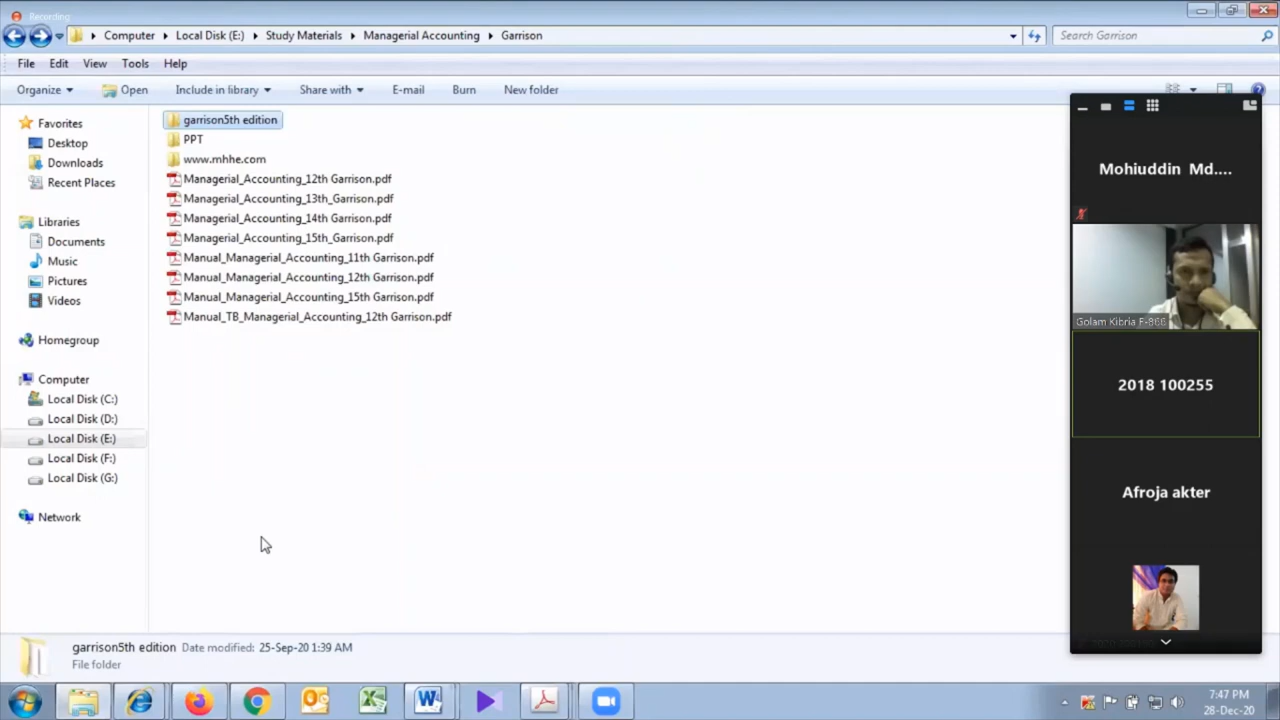 Recording
Computer Local Disk (E:) Study Materials Managerial Accounting Garrison
Search Garrison
File Edit View Tools Help
Organize Open Include in library Share with E-mail Burn New folder
Favorites
Desktop
Downloads
Recent Places
Libraries
Documents
Music
Pictures
Videos
Homegroup
Computer
Local Disk (C:)
Local Disk (D:)
Local Disk (E:)
Local Disk (F:)
Local Disk (G:)
Network
garrison5th edition
PPT
www.mhhe.com
Managerial_Accounting_12th Garrison.pdf
Managerial_Accounting_13th_Garrison.pdf
Managerial_Accounting_14th Garrison.pdf
Managerial_Accounting_15th_Garrison.pdf
Manual_Managerial_Accounting_11th Garrison.pdf
Manual_Managerial_Accounting_12th Garrison.pdf
Manual_Managerial_Accounting_15th Garrison.pdf
Manual_TB_Managerial_Accounting_12th Garrison.pdf
Mohiuddin Md....
Golam Kibria F-866
2018 100255
Afroja akter
garrison5th edition Date modified: 25-Sep-20 1:39 AM
File folder
7:47 PM
28-Dec-20